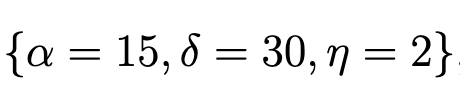 {α = 15, δ = 30, η = 2}.